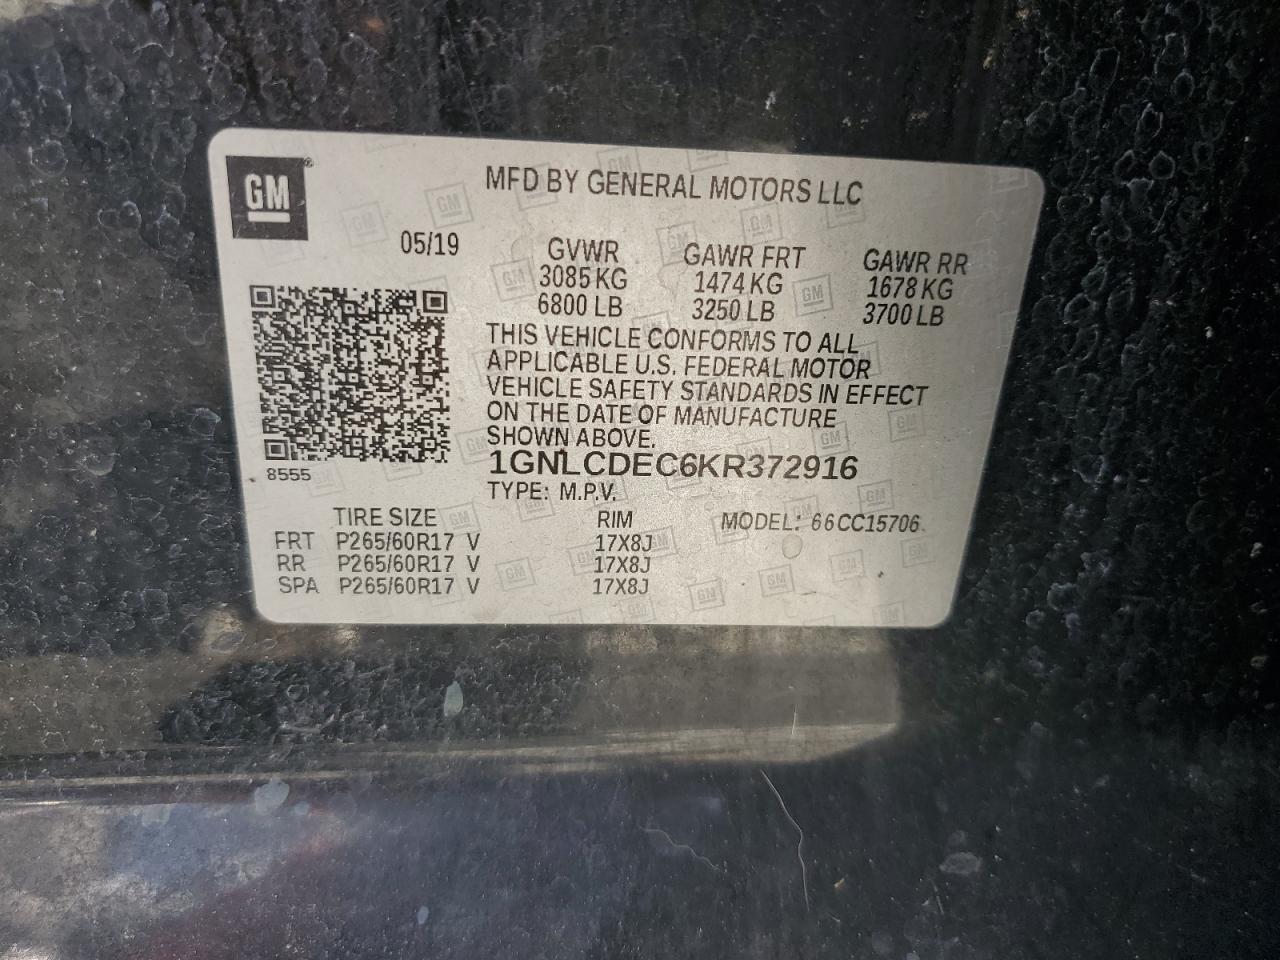 GM
MFD BY GENERAL MOTORS LLC
05/19
GVWR GAWR FRT GAWR RR
3085 KG 1474 KG 1678 KG
6800 LB 3250 LB 3700 LB
THIS VEHICLE CONFORMS TO ALL
APPLICABLE U.S. FEDERAL MOTOR
VEHICLE SAFETY STANDARDS IN EFFECT
ON THE DATE OF MANUFACTURE
SHOWN ABOVE.
8555
1GNLCDEC6KR372916
TYPE: M.P.V.
TIRE SIZE RIM MODEL: 66CC15706
FRT P265/60R17 V 17X8J
RR P265/60R17 V 17X8J
SPA P265/60R17 V 17X8J